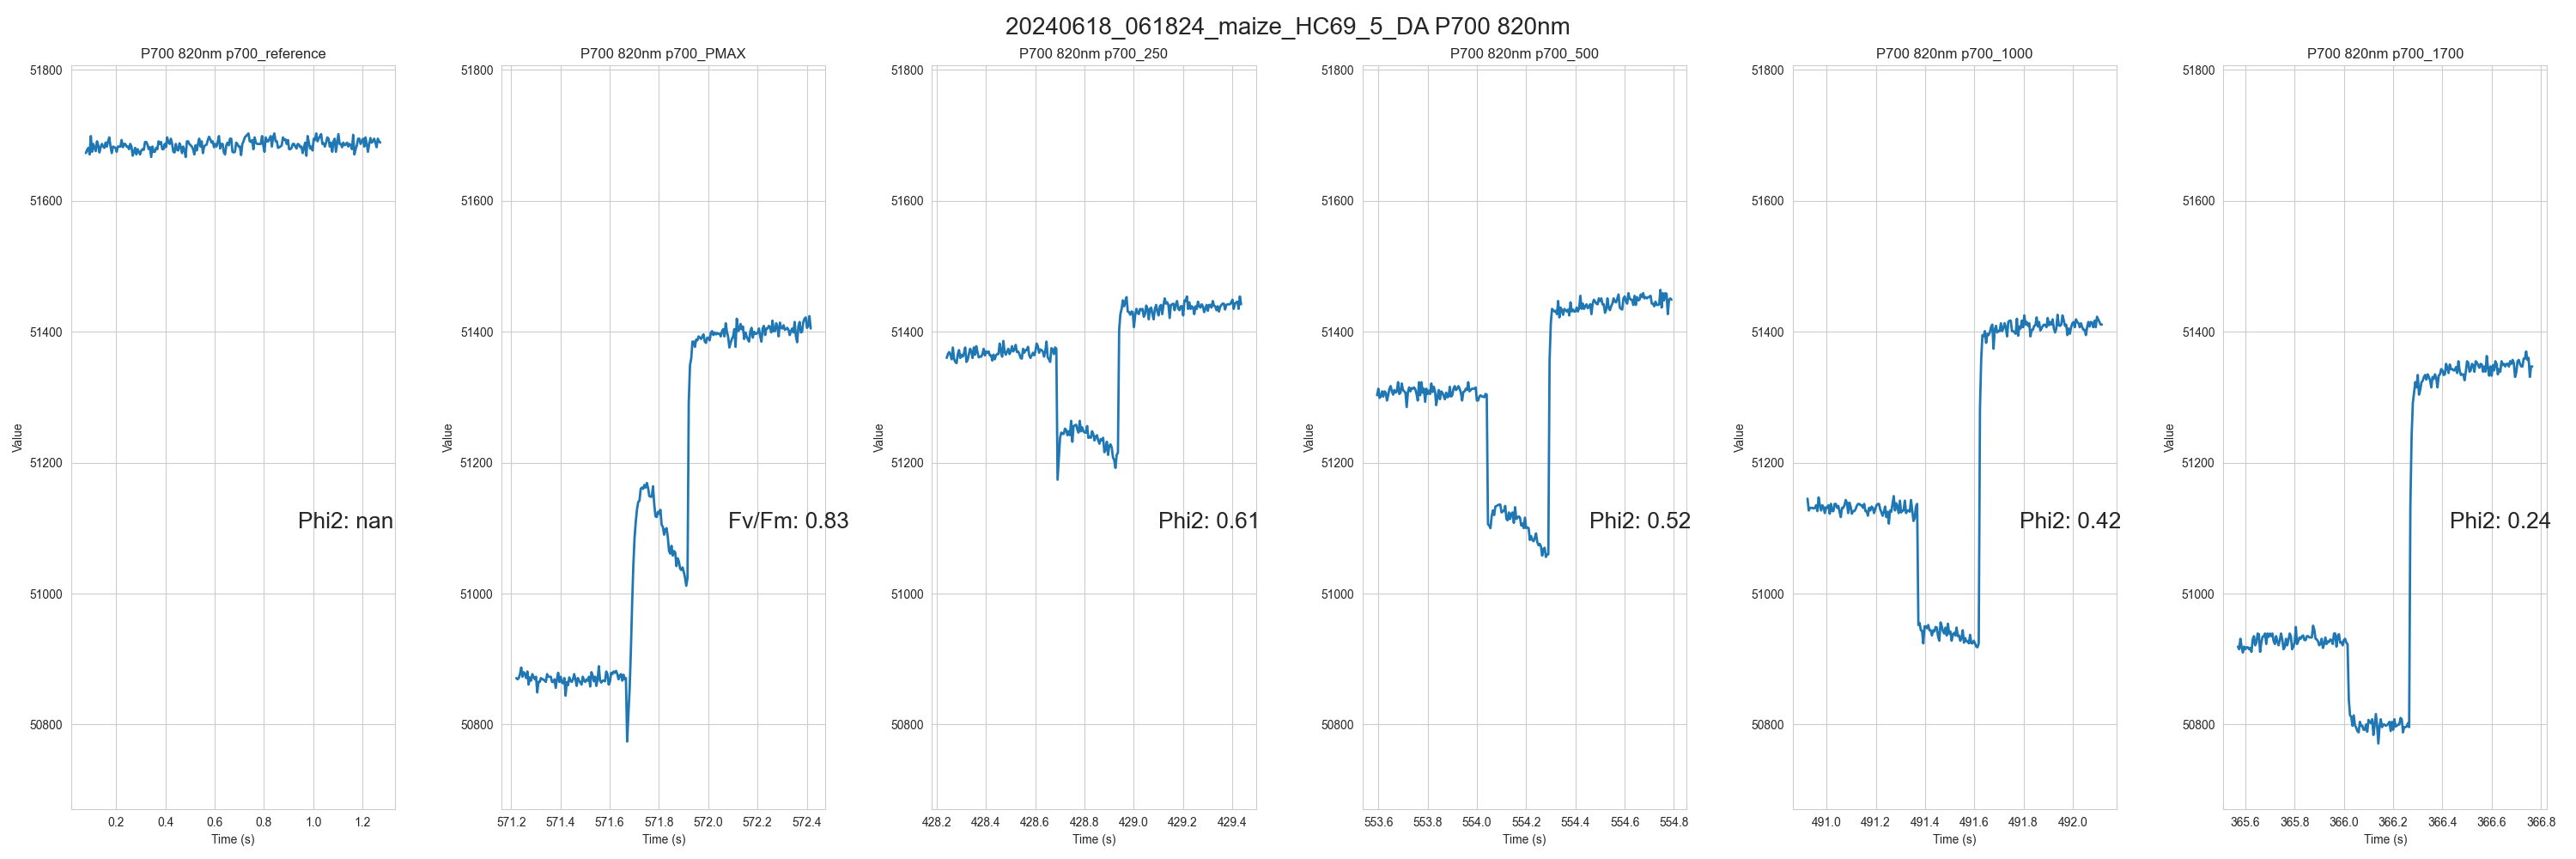 20240618_061824_maize_HC69_5_DA P700 820nm
P700 820nm p700_reference
51800
51600
51400
51200
51000
50800
Value
Phi2: nan
0.2 0.4 0.6 0.8 1.0 1.2
Time (s)
P700 820nm p700_PMAX
51800
51600
51400
51200
51000
50800
Value
Fv/Fm: 0.83
571.2 571.4 571.6 571.8 572.0 572.2 572.4
Time (s)
P700 820nm p700_250
51800
51600
51400
51200
51000
50800
Value
Phi2: 0.61
428.2 428.4 428.6 428.8 429.0 429.2 429.4
Time (s)
P700 820nm p700_500
51800
51600
51400
51200
51000
50800
Value
Phi2: 0.52
553.6 553.8 554.0 554.2 554.4 554.6 554.8
Time (s)
P700 820nm p700_1000
51800
51600
51400
51200
51000
50800
Value
Phi2: 0.42
491.0 491.2 491.4 491.6 491.8 492.0
Time (s)
P700 820nm p700_1700
51800
51600
51400
51200
51000
50800
Value
Phi2: 0.24
365.6 365.8 366.0 366.2 366.4 366.6 366.8
Time (s)